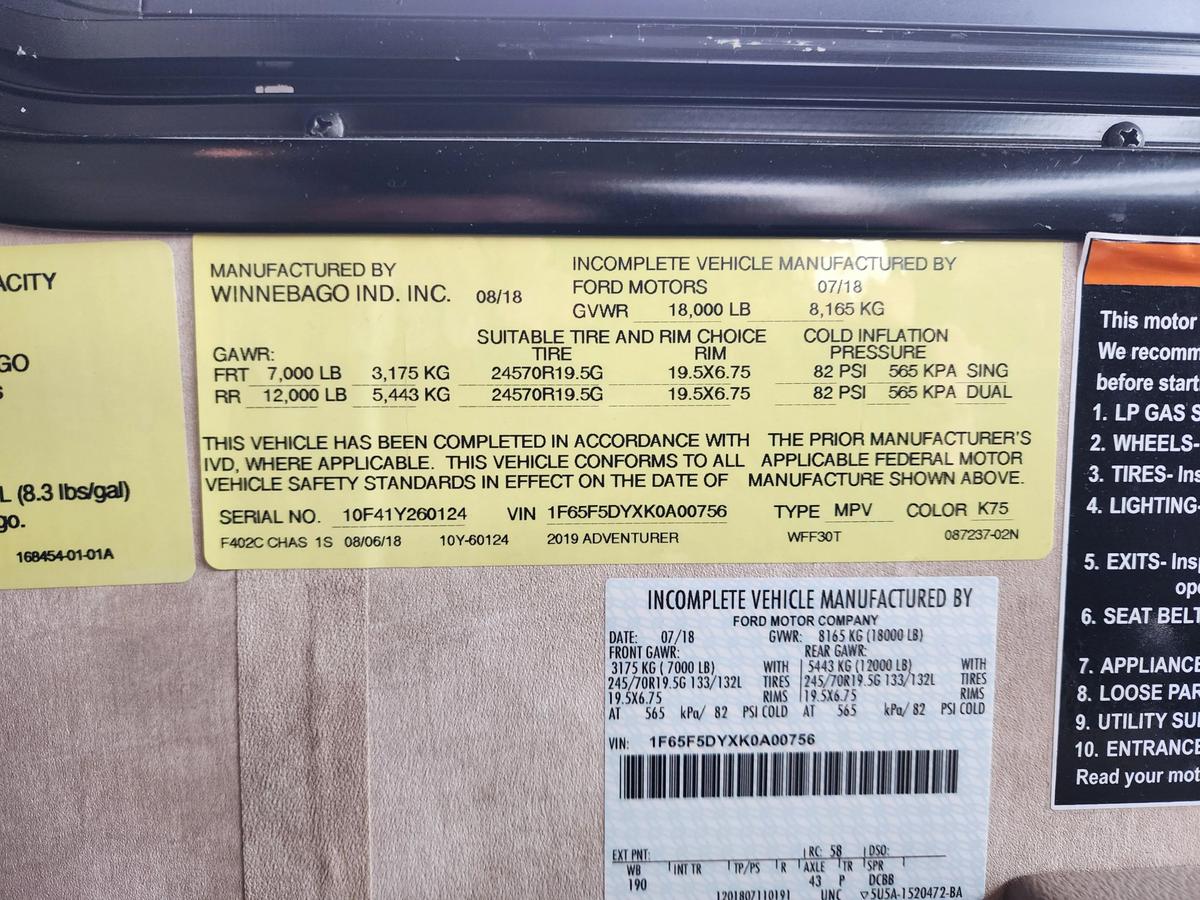 ACITY
GO
S
L (8.3 lbs/gal)
go.
168454-01-01A
MANUFACTURED BY
WINNEBAGO IND. INC. 08/18
INCOMPLETE VEHICLE MANUFACTURED BY
FORD MOTORS 07/18
GVWR 18,000 LB 8,165 KG
SUITABLE TIRE AND RIM CHOICE COLD INFLATION
GAWR: TIRE RIM PRESSURE
FRT 7,000 LB 3,175 KG 24570R19.5G 19.5X6.75 82 PSI 565 KPA SING
RR 12,000 LB 5,443 KG 24570R19.5G 19.5X6.75 82 PSI 565 KPA DUAL
THIS VEHICLE HAS BEEN COMPLETED IN ACCORDANCE WITH THE PRIOR MANUFACTURER'S
IVD, WHERE APPLICABLE. THIS VEHICLE CONFORMS TO ALL APPLICABLE FEDERAL MOTOR
VEHICLE SAFETY STANDARDS IN EFFECT ON THE DATE OF MANUFACTURE SHOWN ABOVE.
SERIAL NO. 10F41Y260124 VIN 1F65F5DYXK0A00756 TYPE MPV COLOR K75
F402C CHAS 1S 08/06/18 10Y-60124 2019 ADVENTURER WFF30T 087237-02N
INCOMPLETE VEHICLE MANUFACTURED BY
FORD MOTOR COMPANY
DATE: 07/18 GVWR: 8165 KG (18000 LB)
FRONT GAWR: REAR GAWR:
3175 KG (7000 LB) WITH 5443 KG (12000 LB) WITH
245/70R19.5G 133/132L TIRES 245/70R19.5G 133/132L TIRES
19.5X6.75 RIMS 19.5X6.75 RIMS
AT 565 kPa/ 82 PSI COLD AT 565 kPa/ 82 PSI COLD
VIN: 1F65F5DYXK0A00756
EXT PNT: RC: 58 DSO:
WB INT TR TP/PS R AXLE TR SPR
190 43 P DCBB
1201807110191 UNC ▽5U5A-1520472-BA
This motor
We recomm
before start
1. LP GAS S
2. WHEELS-
3. TIRES- Ins
4. LIGHTING-
5. EXITS- Insp
ope
6. SEAT BELT
7. APPLIANCE
8. LOOSE PAR
9. UTILITY SU
10. ENTRANCE
Read your mot